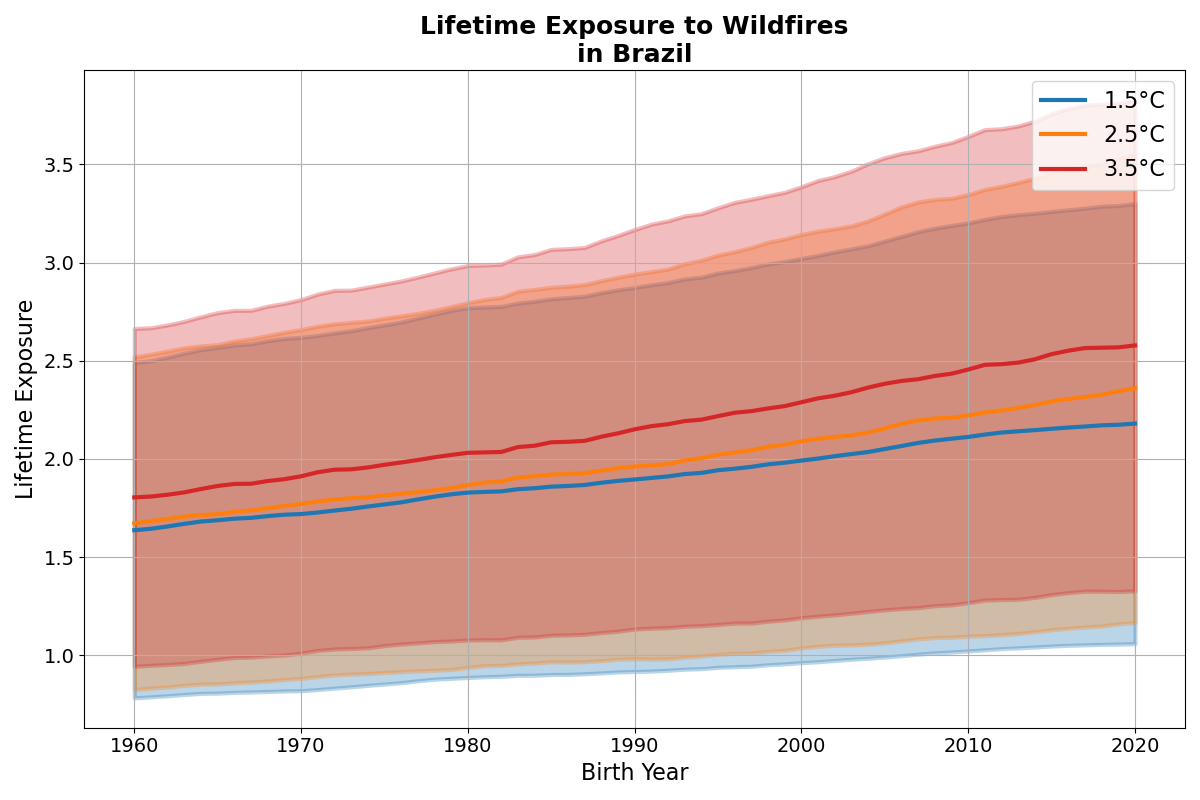 Lifetime Exposure to Wildfires
in Brazil
1.5°C
2.5°C
3.5°C
Lifetime Exposure
3.5
3.0
2.5
2.0
1.5
1.0
1960 1970 1980 1990 2000 2010 2020
Birth Year